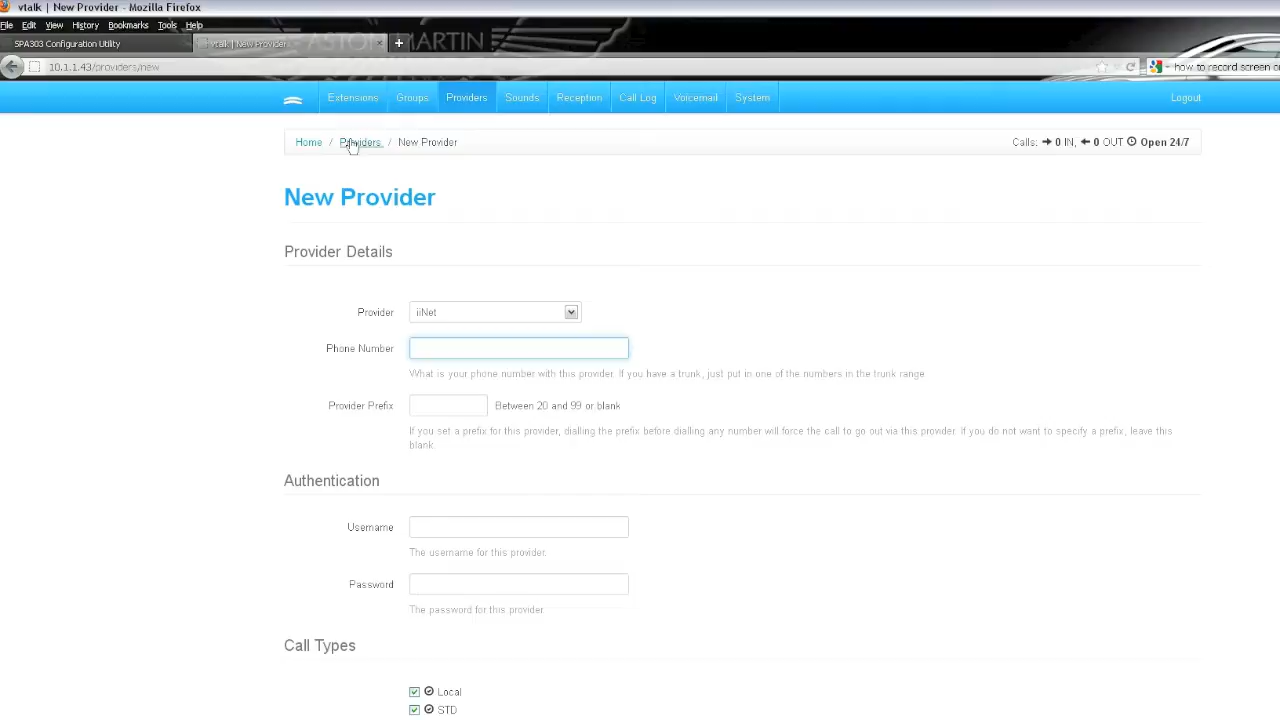 vtalk | New Provider - Mozilla Firefox
File Edit View History Bookmarks Tools Help
SPA303 Configuration Utility vtalk | New Provider × +
ASTON MARTIN
10.1.1.43/providers/new how to record screen on
Extensions Groups Providers Sounds Reception Call Log Voicemail System Logout
Home / Providers / New Provider Calls: 0 IN, 0 OUT Open 24/7
New Provider
Provider Details
Provider iiNet
Phone Number
What is your phone number with this provider. If you have a trunk, just put in one of the numbers in the trunk range
Provider Prefix Between 20 and 99 or blank
If you set a prefix for this provider, dialling the prefix before dialling any number will force the call to go out via this provider. If you do not want to specify a prefix, leave this
blank.
Authentication
Username
The username for this provider.
Password
The password for this provider.
Call Types
Local
STD